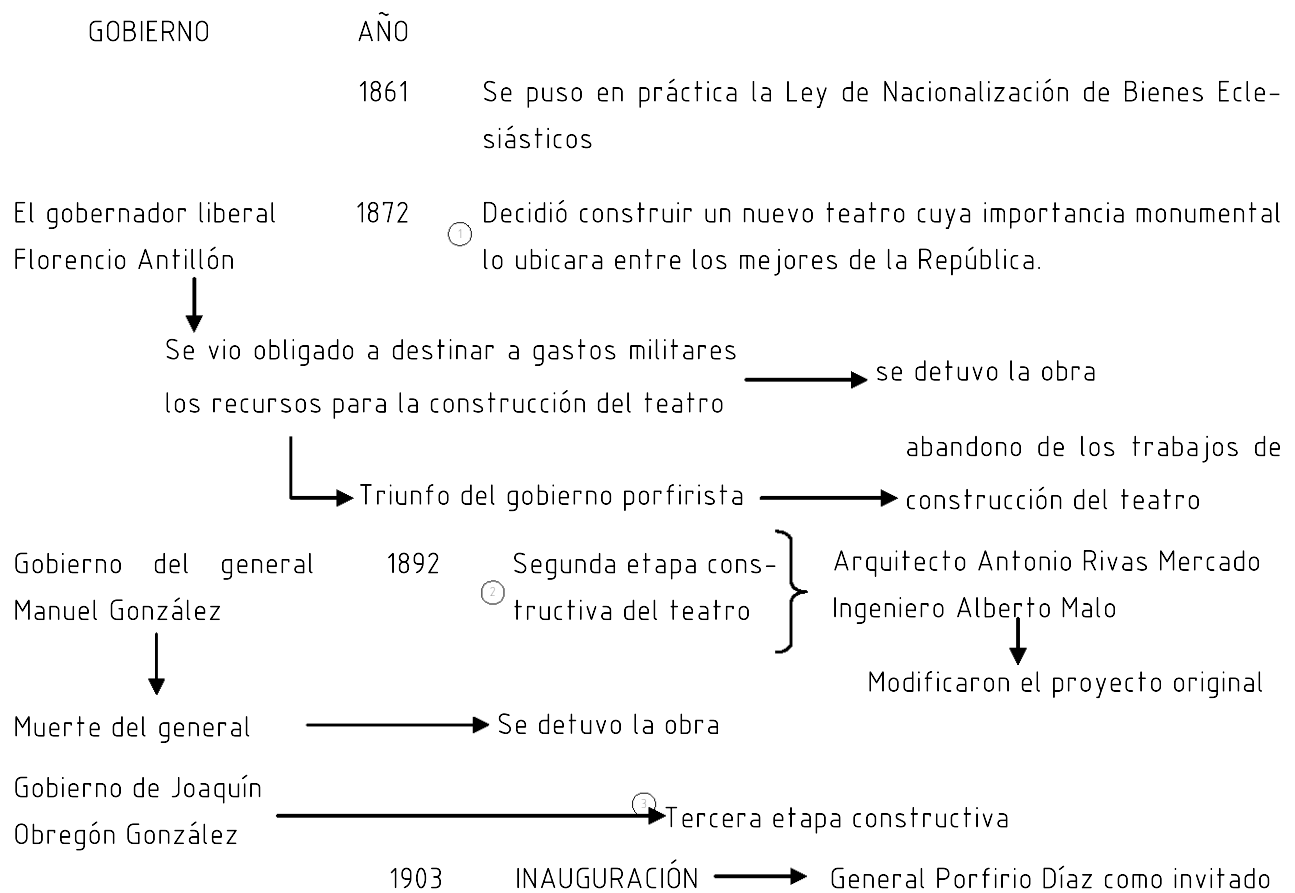 GOBIERNO AÑO
1861 Se puso en práctica la Ley de Nacionalización de Bienes Ecle-
siásticos
El gobernador liberal 1872 1 Decidió construir un nuevo teatro cuya importancia monumental
Florencio Antillón lo ubicara entre los mejores de la República.
Se vio obligado a destinar a gastos militares
los recursos para la construcción del teatro
se detuvo la obra
abandono de los trabajos de
Triunfo del gobierno porfirista construcción del teatro
Gobierno del general 1892 2 Segunda etapa cons- Arquitecto Antonio Rivas Mercado
Manuel González tructiva del teatro Ingeniero Alberto Malo
Modificaron el proyecto original
Muerte del general Se detuvo la obra
Gobierno de Joaquín
Obregón González 3 Tercera etapa constructiva
1903 INAUGURACIÓN General Porfirio Díaz como invitado